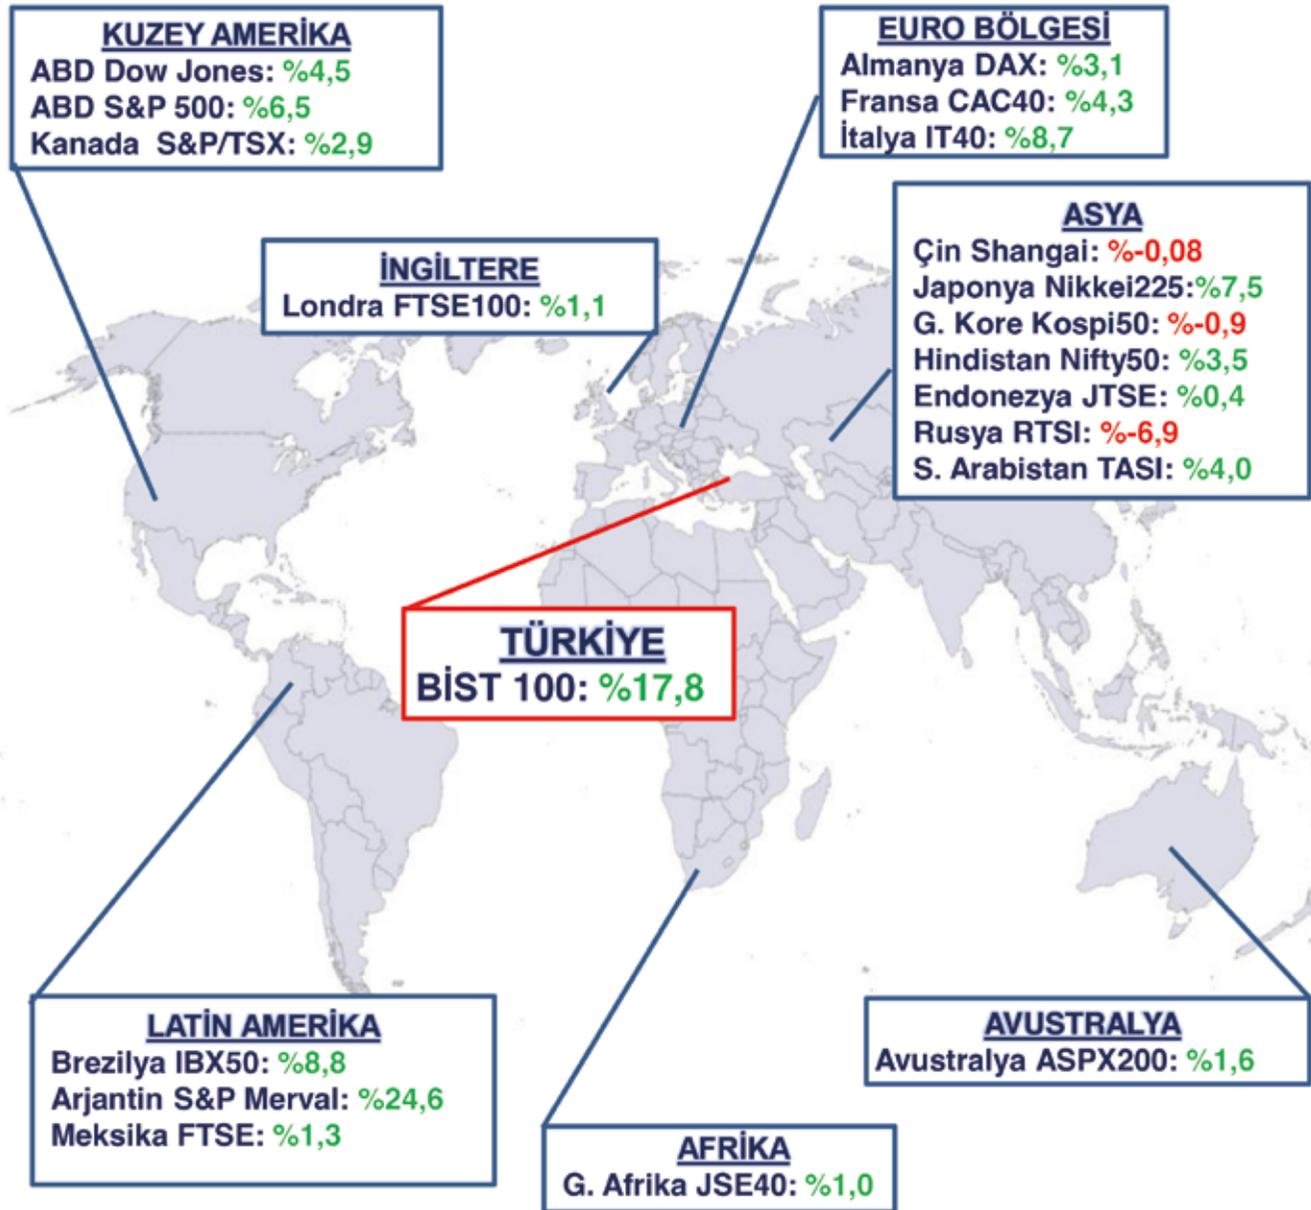 KUZEY AMERİKA
ABD Dow Jones: %4,5
ABD S&P 500: %6,5
Kanada S&P/TSX: %2,9
EURO BÖLGESİ
Almanya DAX: %3,1
Fransa CAC40: %4,3
İtalya IT40: %8,7
ASYA
Çin Shangai: %-0,08
Japonya Nikkei225:%7,5
G. Kore Kospi50: %-0,9
Hindistan Nifty50: %3,5
Endonezya JTSE: %0,4
Rusya RTSI: %-6,9
S. Arabistan TASI: %4,0
İNGİLTERE
Londra FTSE100: %1,1
TÜRKİYE
BİST 100: %17,8
LATİN AMERİKA
Brezilya IBX50: %8,8
Arjantin S&P Merval: %24,6
Meksika FTSE: %1,3
AVUSTRALYA
Avustralya ASPX200: %1,6
AFRİKA
G. Afrika JSE40: %1,0